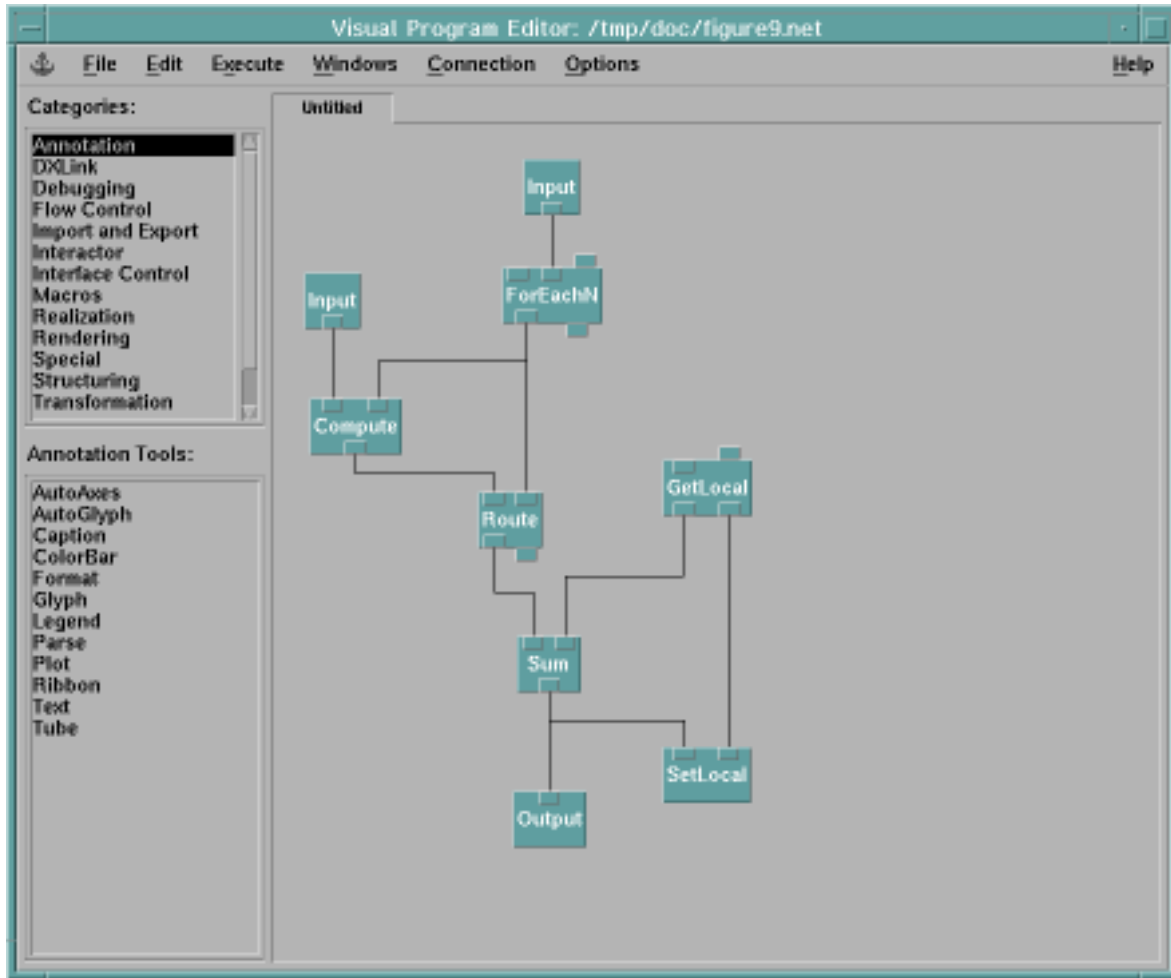 Visual Program Editor: /tmp/doc/figure9.net
File Edit Execute Windows Connection Options Help
Categories:
Annotation
DXLink
Debugging
Flow Control
Import and Export
Interactor
Interface Control
Macros
Realization
Rendering
Special
Structuring
Transformation
Annotation Tools:
AutoAxes
AutoGlyph
Caption
ColorBar
Format
Glyph
Legend
Parse
Plot
Ribbon
Text
Tube
Untitled
Input
ForEachN
Input
Compute
GetLocal
Route
Sum
SetLocal
Output